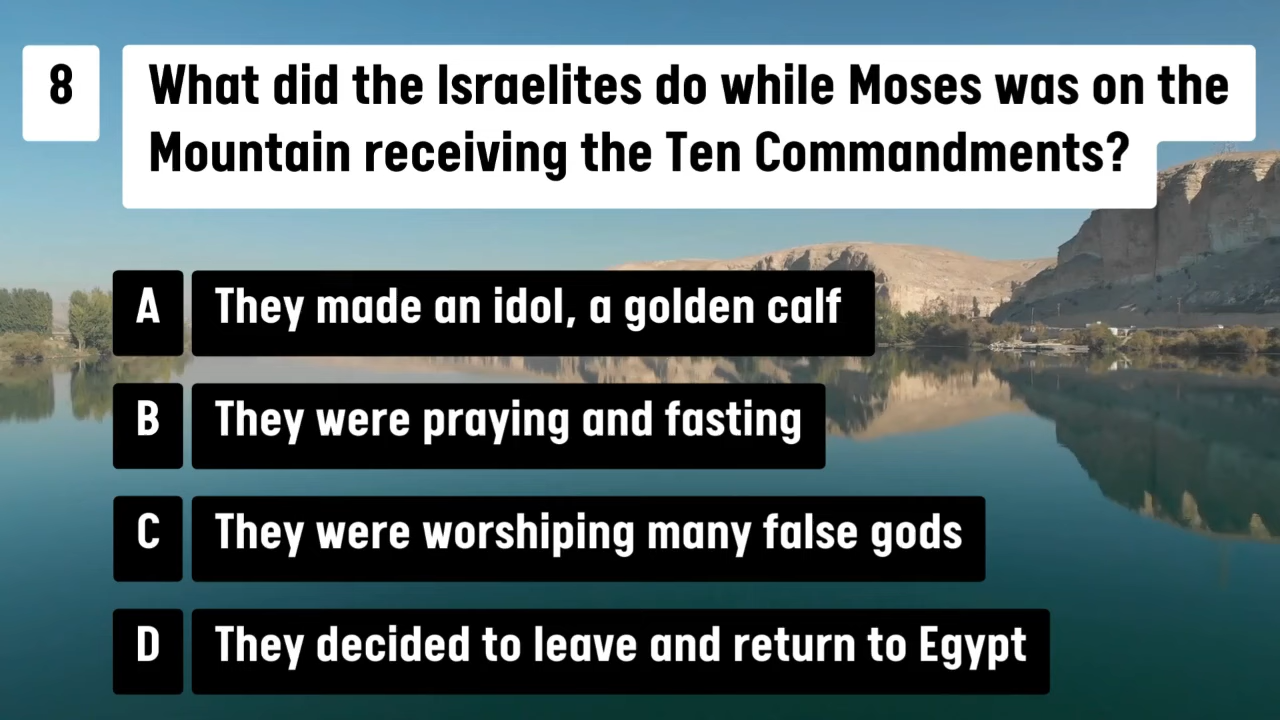 8
What did the Israelites do while Moses was on the
Mountain receiving the Ten Commandments?
A They made an idol, a golden calf
B They were praying and fasting
C They were worshiping many false gods
D They decided to leave and return to Egypt